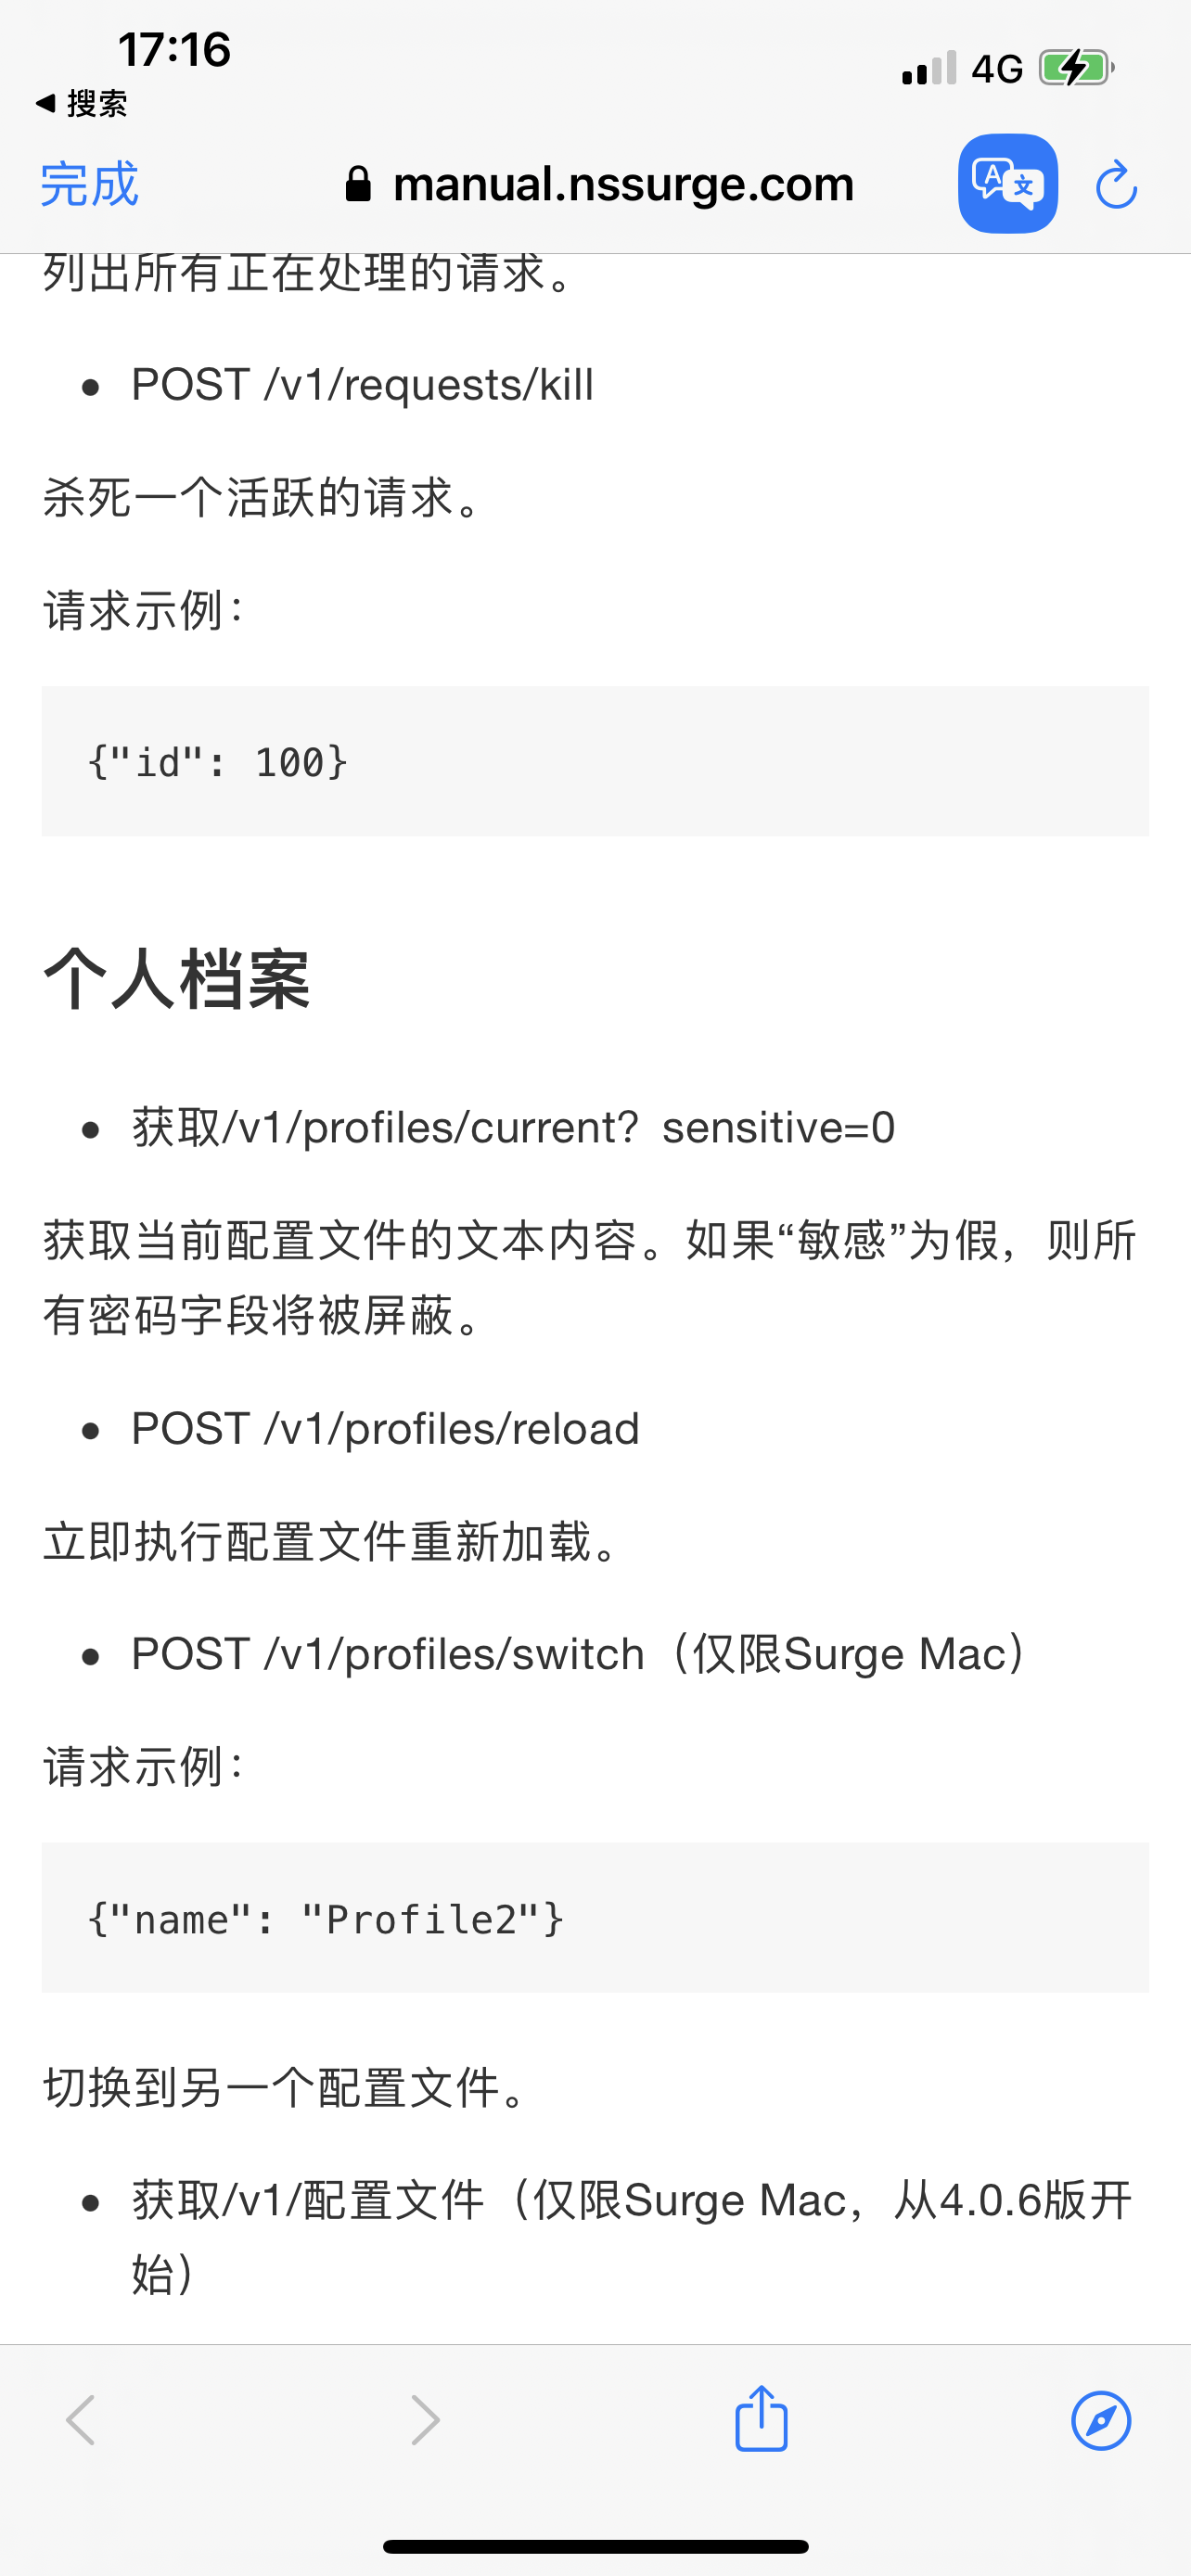 17:16
4G
搜索
完成
manual.nssurge.com
列出所有正在处理的请求。
• POST /v1/requests/kill
杀死一个活跃的请求。
请求示例：
{"id": 100}
个人档案
• 获取/v1/profiles/current？sensitive=0
获取当前配置文件的文本内容。如果“敏感”为假，则所
有密码字段将被屏蔽。
• POST /v1/profiles/reload
立即执行配置文件重新加载。
• POST /v1/profiles/switch（仅限Surge Mac）
请求示例：
{"name": "Profile2"}
切换到另一个配置文件。
• 获取/v1/配置文件（仅限Surge Mac，从4.0.6版开
始）